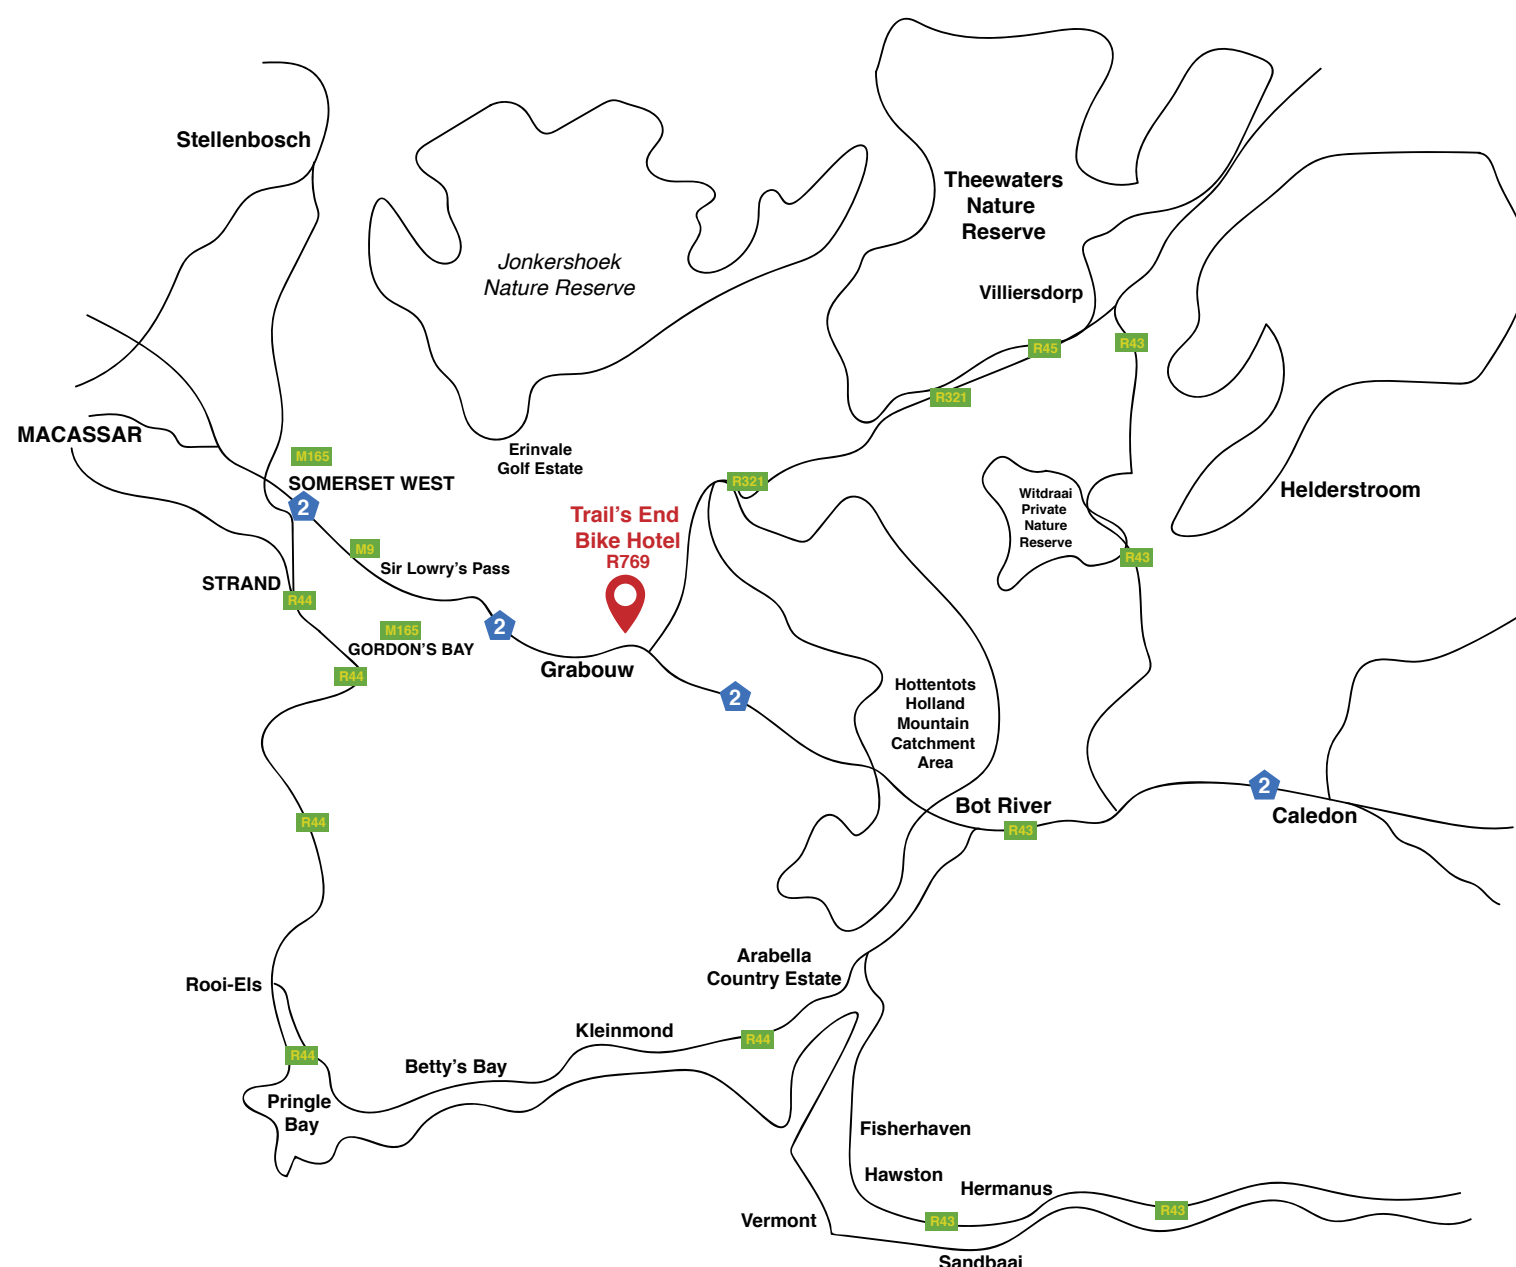 Stellenbosch
Theewaters
Nature
Reserve
Jonkershoek
Nature Reserve
Villiersdorp
R45
R43
R321
MACASSAR
M165
Erinvale
Golf Estate
SOMERSET WEST
2
R321
Helderstroom
Witdraai
Private
Nature
Reserve
Trail's End
Bike Hotel
R769
M9
Sir Lowry's Pass
R43
STRAND
R44
2
M165
GORDON'S BAY
R44
Grabouw
2
Hottentots
Holland
Mountain
Catchment
Area
2
Bot River
Caledon
R44
R43
Arabella
Country Estate
Rooi-Els
Kleinmond
R44
R44
Betty's Bay
Pringle
Bay
Fisherhaven
Hawston
Hermanus
Vermont
R43
R43
Sandbaai